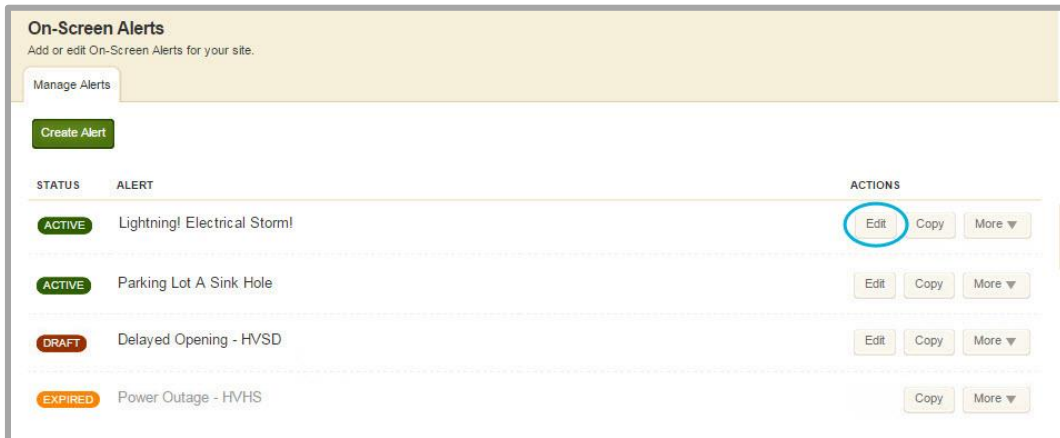 On-Screen Alerts
Add or edit On-Screen Alerts for your site.
Manage Alerts
Create Alert
STATUS ALERT ACTIONS
ACTIVE Lightning! Electrical Storm! Edit Copy More ▼
ACTIVE Parking Lot A Sink Hole Edit Copy More ▼
DRAFT Delayed Opening - HVSD Edit Copy More ▼
EXPIRED Power Outage - HVHS Copy More ▼